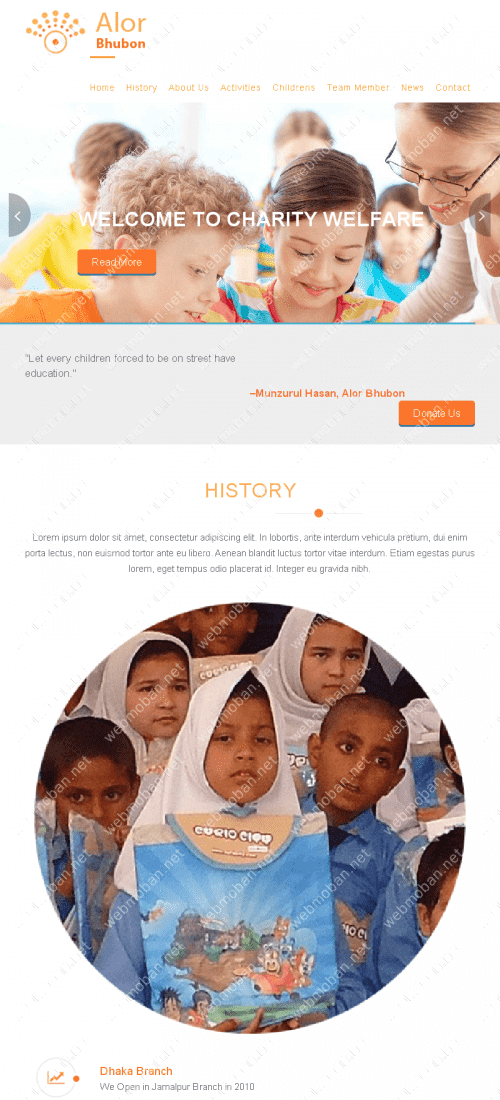 Alor
Bhubon
Home History About Us Activities Childrens Team Member News Contact
WELCOME TO CHARITY WELFARE
Read More
"Let every children forced to be on strest have
education."
–Munzurul Hasan, Alor Bhubon
Donate Us
HISTORY
Lorem ipsum dolor sit amet, consectetur adipiscing elit. In lobortis, ante interdum vehicula pretium, dui enim
porta lectus, non euismod tortor ante eu libero. Aenean blandit luctus tortor vitae interdum. Etiam egestas purus
lorem, eget tempus odio placerat id. Integer eu gravida nibh.
CURIO CITY
Dhaka Branch
We Open in Jamalpur Branch in 2010
webmoban.net